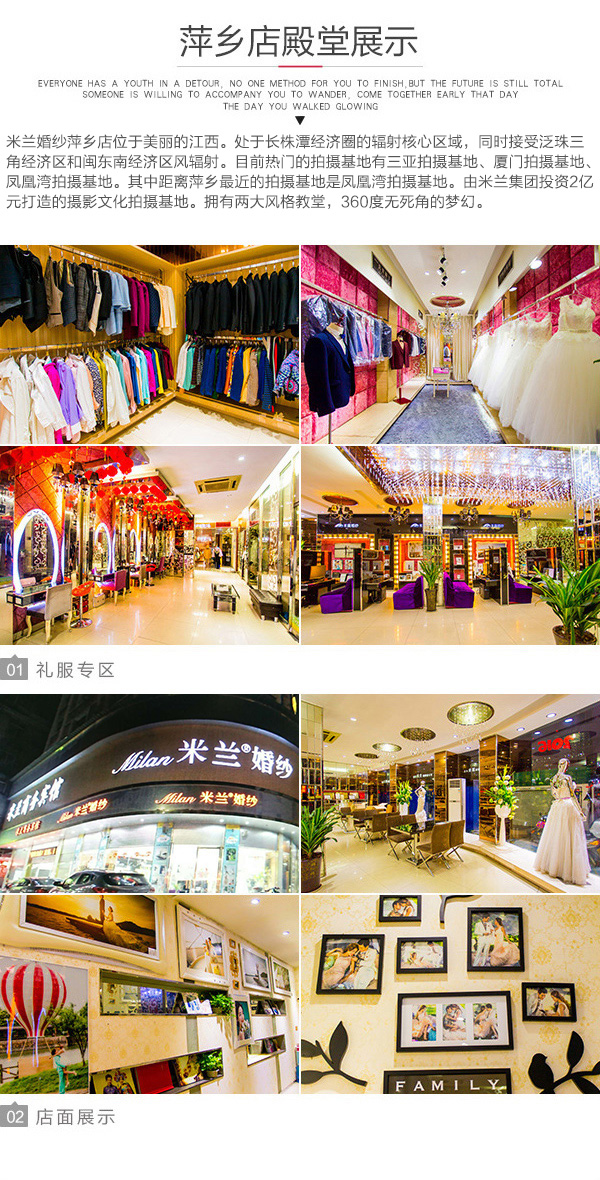 萍乡店殿堂展示
EVERYONE HAS A YOUTH IN A DETOUR, NO ONE METHOD FOR YOU TO FINISH,BUT THE FUTURE IS STILL TOTAL
SOMEONE IS WILLING TO ACCOMPANY YOU TO WANDER, COME TOGETHER EARLY THAT DAY
THE DAY YOU WALKED GLOWING
米兰婚纱萍乡店位于美丽的江西。处于长株潭经济圈的辐射核心区域，同时接受泛珠三
角经济区和闽东南经济区风辐射。目前热门的拍摄基地有三亚拍摄基地、厦门拍摄基地、
凤凰湾拍摄基地。其中距离萍乡最近的拍摄基地是凤凰湾拍摄基地。由米兰集团投资2亿
元打造的摄影文化拍摄基地。拥有两大风格教堂，360度无死角的梦幻。
01 礼服专区
Milan 米兰®婚纱
商务宾馆
Milan 米兰®婚纱
Milan 米兰®婚纱
FAMILY
02 店面展示